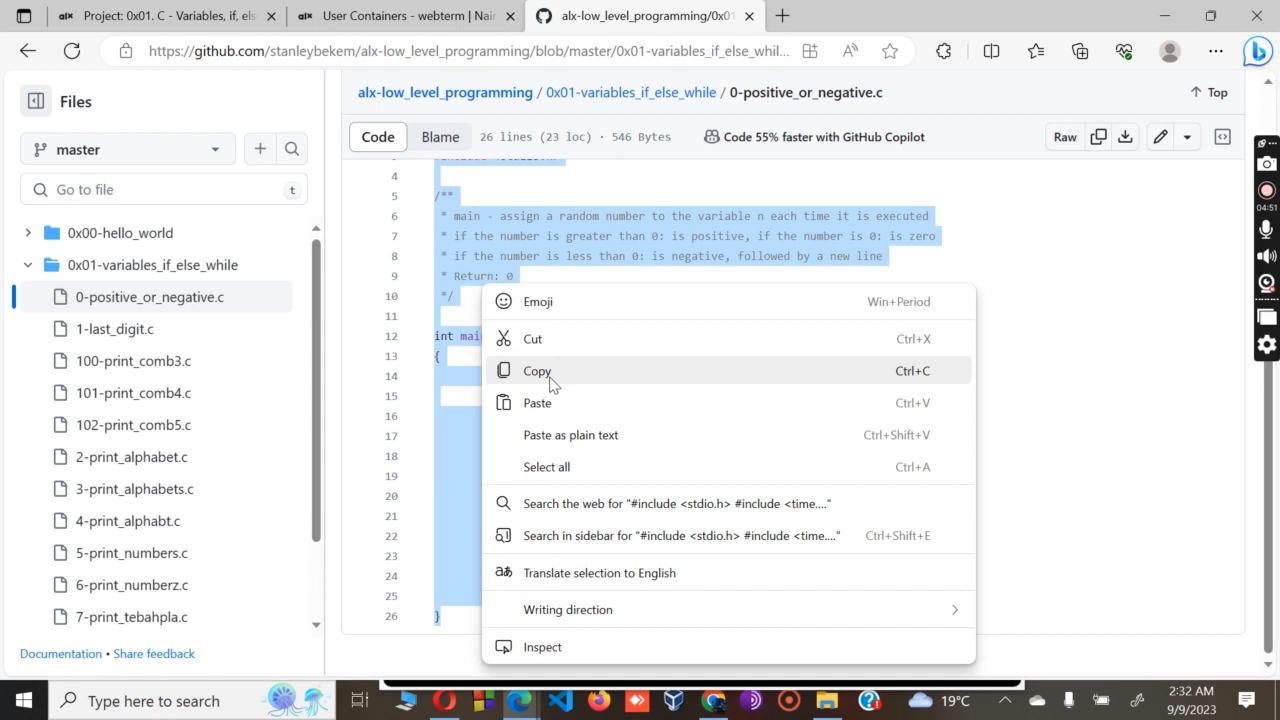 Project: 0x01. C - Variables, if, els
User Containers - webterm | Nair
alx-low_level_programming/0x01
https://github.com/stanleybekem/alx-low_level_programming/blob/master/0x01-variables_if_else_whil...
Files
alx-low_level_programming / 0x01-variables_if_else_while / 0-positive_or_negative.c
Top
master
Code
Blame
26 lines (23 loc) · 546 Bytes
Code 55% faster with GitHub Copilot
Raw
Go to file
t
0x00-hello_world
0x01-variables_if_else_while
0-positive_or_negative.c
1-last_digit.c
100-print_comb3.c
101-print_comb4.c
102-print_comb5.c
2-print_alphabet.c
3-print_alphabets.c
4-print_alphabt.c
5-print_numbers.c
6-print_numberz.c
7-print_tebahpla.c
Documentation • Share feedback
4
5 /**
6 * main - assign a random number to the variable n each time it is executed
7 * if the number is greater than 0: is positive, if the number is 0: is zero
8 * if the number is less than 0: is negative, followed by a new line
9 * Return: 0
10 */
11
12 int mai
13 {
14
15
16
17
18
19
20
21
22
23
24
25
26 }
Emoji Win+Period
Cut Ctrl+X
Copy Ctrl+C
Paste Ctrl+V
Paste as plain text Ctrl+Shift+V
Select all Ctrl+A
Search the web for "#include <stdio.h> #include <time...."
Search in sidebar for "#include <stdio.h> #include <time...." Ctrl+Shift+E
Translate selection to English
Writing direction
Inspect
04:51
Type here to search
19°C
2:32 AM
9/9/2023